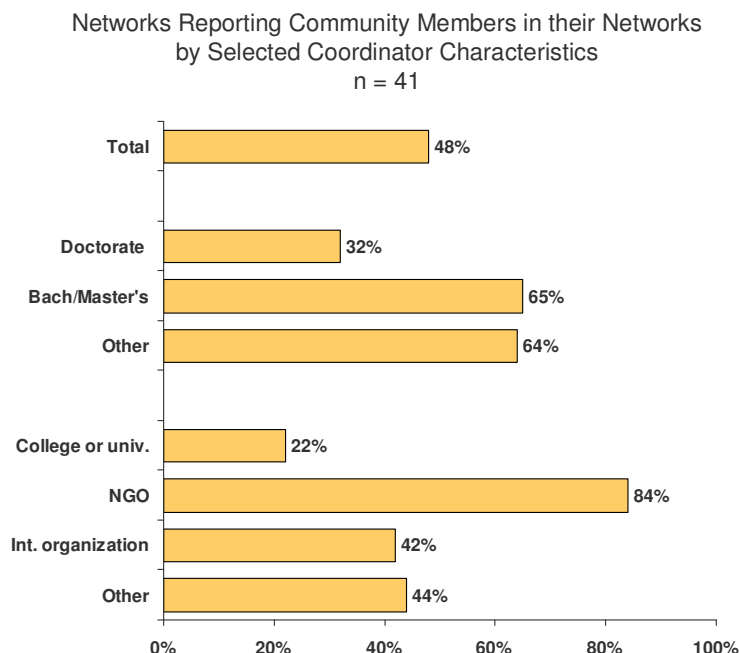 Networks Reporting Community Members in their Networks
by Selected Coordinator Characteristics
n = 41
Total 48%
Doctorate 32%
Bach/Master's 65%
Other 64%
College or univ. 22%
NGO 84%
Int. organization 42%
Other 44%
0% 20% 40% 60% 80% 100%